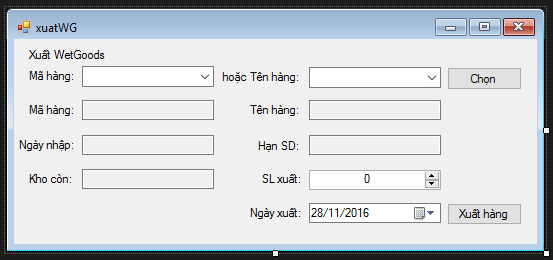 xuatWG
Xuất WetGoods
Mã hàng: hoặc Tên hàng: Chọn
Mã hàng: Tên hàng:
Ngày nhập: Hạn SD:
Kho còn: SL xuất: 0
Ngày xuất: 28/11/2016 Xuất hàng